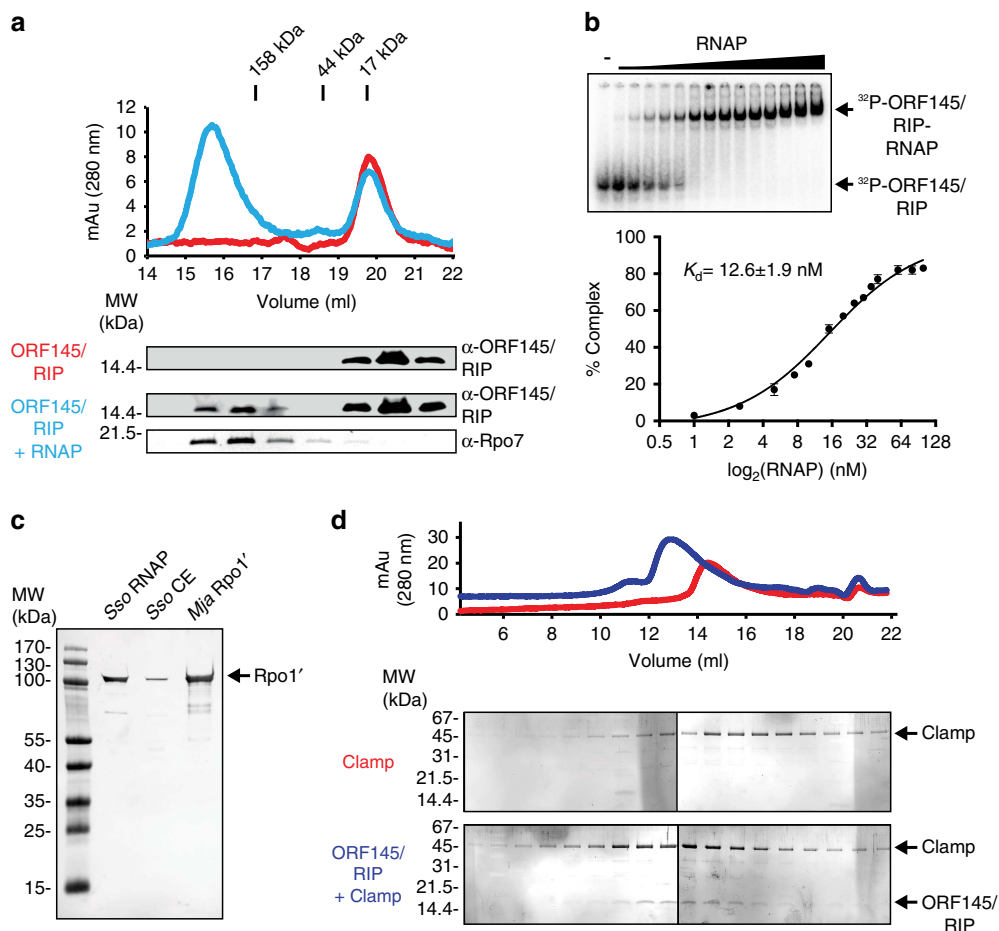 a
158 kDa
44 kDa
17 kDa
mAu (280 nm)
12
10
8
6
4
2
0
14 15 16 17 18 19 20 21 22
Volume (ml)
MW
(kDa)
ORF145/
RIP
14.4-
α-ORF145/
RIP
ORF145/
RIP
+ RNAP
14.4-
α-ORF145/
RIP
21.5-
α-Rpo7
b
RNAP
-
32P-ORF145/
RIP-
RNAP
32P-ORF145/
RIP
% Complex
100
80
60
40
20
0
Kd= 12.6±1.9 nM
0.5 1 2 4 8 16 32 64 128
log2(RNAP) (nM)
c
MW
(kDa)
Sso RNAP
Sso CE
Mja Rpo1′
170-
130-
100-
55-
40-
35-
25-
15-
Rpo1′
d
mAu
(280 nm)
30
20
10
0
6 8 10 12 14 16 18 20 22
Volume (ml)
MW
(kDa)
Clamp
67-
45-
31-
21.5-
14.4-
Clamp
ORF145/
RIP
+ Clamp
67-
45-
31-
21.5-
14.4-
Clamp
ORF145/
RIP